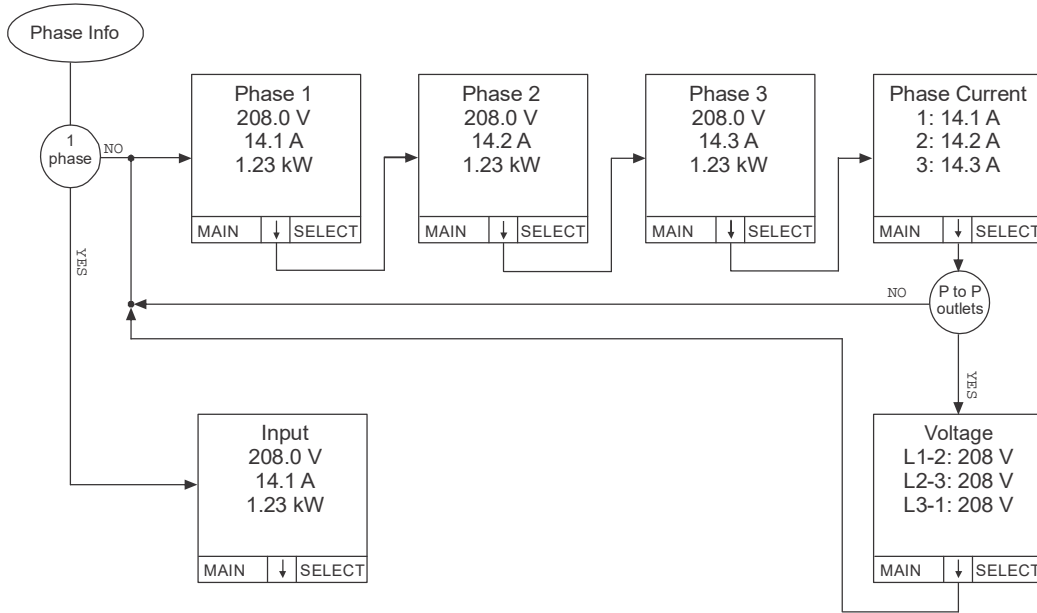 Phase Info
1
phase
NO
YES
Phase 1
208.0 V
14.1 A
1.23 kW
MAIN ↓ SELECT
Phase 2
208.0 V
14.2 A
1.23 kW
MAIN ↓ SELECT
Phase 3
208.0 V
14.3 A
1.23 kW
MAIN ↓ SELECT
Phase Current
1: 14.1 A
2: 14.2 A
3: 14.3 A
MAIN ↓ SELECT
P to P
outlets
NO
YES
Input
208.0 V
14.1 A
1.23 kW
MAIN ↓ SELECT
Voltage
L1-2: 208 V
L2-3: 208 V
L3-1: 208 V
MAIN ↓ SELECT